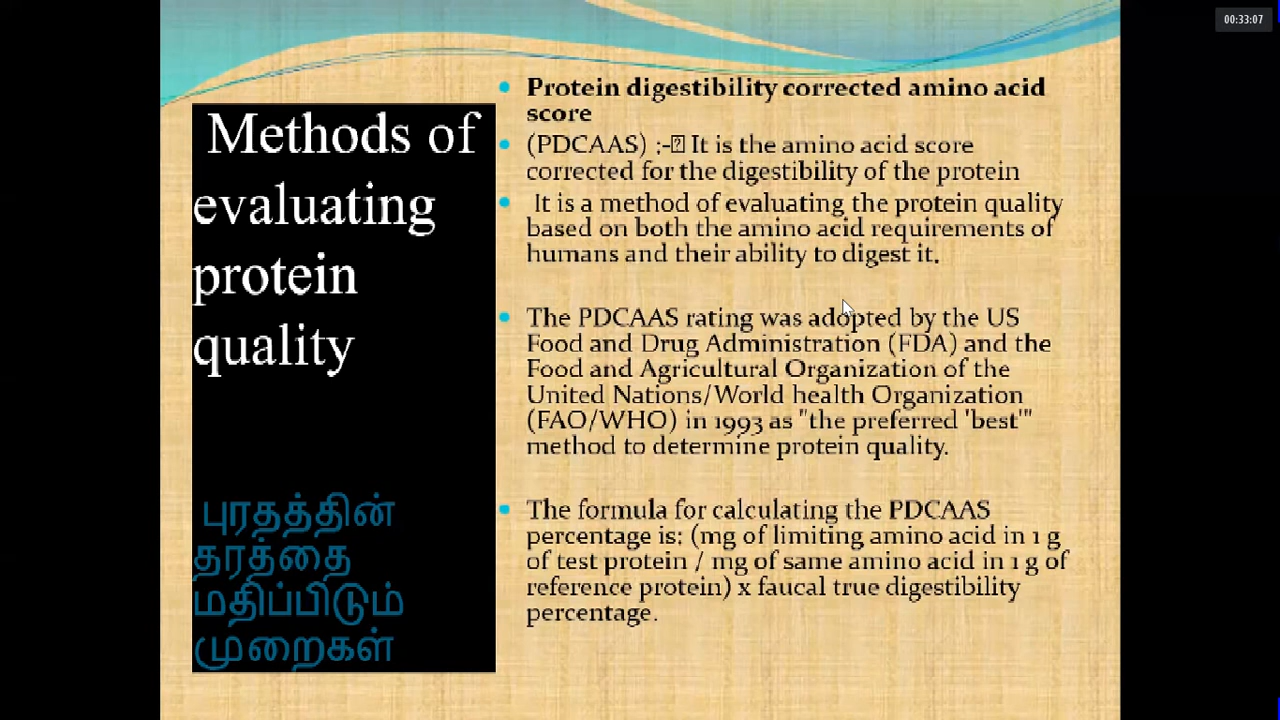 00:33:07
Methods of
evaluating
protein
quality
புரதத்தின்
தரத்தை
மதிப்பிடும்
முறைகள்
Protein digestibility corrected amino acid
score
(PDCAAS) :- It is the amino acid score
corrected for the digestibility of the protein
It is a method of evaluating the protein quality
based on both the amino acid requirements of
humans and their ability to digest it.
The PDCAAS rating was adopted by the US
Food and Drug Administration (FDA) and the
Food and Agricultural Organization of the
United Nations/World health Organization
(FAO/WHO) in 1993 as "the preferred 'best'"
method to determine protein quality.
The formula for calculating the PDCAAS
percentage is: (mg of limiting amino acid in 1 g
of test protein / mg of same amino acid in 1 g of
reference protein) x faucal true digestibility
percentage.